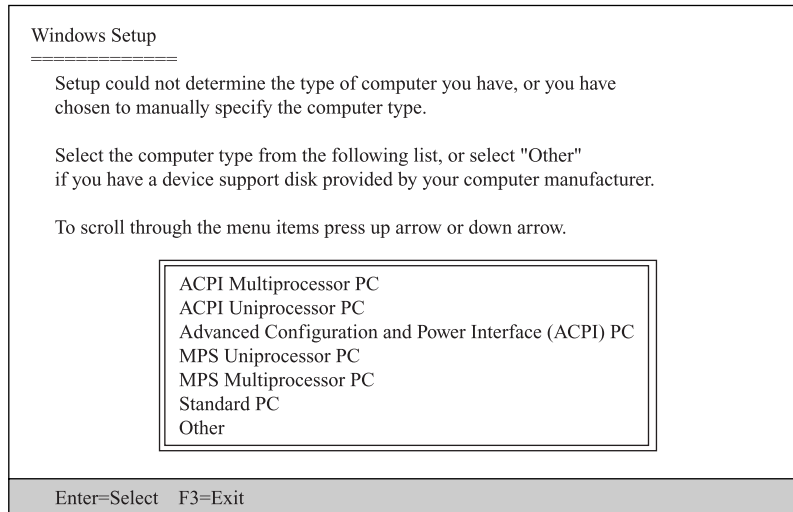 Windows Setup
=============
Setup could not determine the type of computer you have, or you have
chosen to manually specify the computer type.
Select the computer type from the following list, or select "Other"
if you have a device support disk provided by your computer manufacturer.
To scroll through the menu items press up arrow or down arrow.
ACPI Multiprocessor PC
ACPI Uniprocessor PC
Advanced Configuration and Power Interface (ACPI) PC
MPS Uniprocessor PC
MPS Multiprocessor PC
Standard PC
Other
Enter=Select F3=Exit